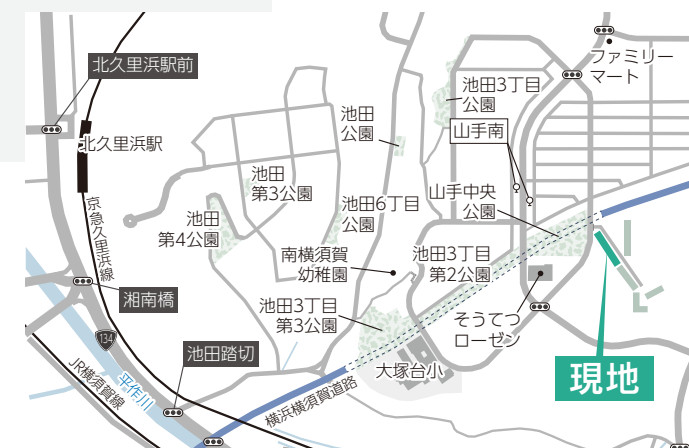 北久里浜駅前
北久里浜駅
京急久里浜線
湘南橋
134
池田踏切
JR横須賀線
平作川
横浜横須賀道路
池田
第3公園
池田
第4公園
池田
公園
池田6丁目
公園
南横須賀
幼稚園
池田3丁目
第3公園
大塚台小
池田3丁目
公園
山手南
山手中央
公園
池田3丁目
第2公園
そうてつ
ローゼン
ファミリー
マート
現地